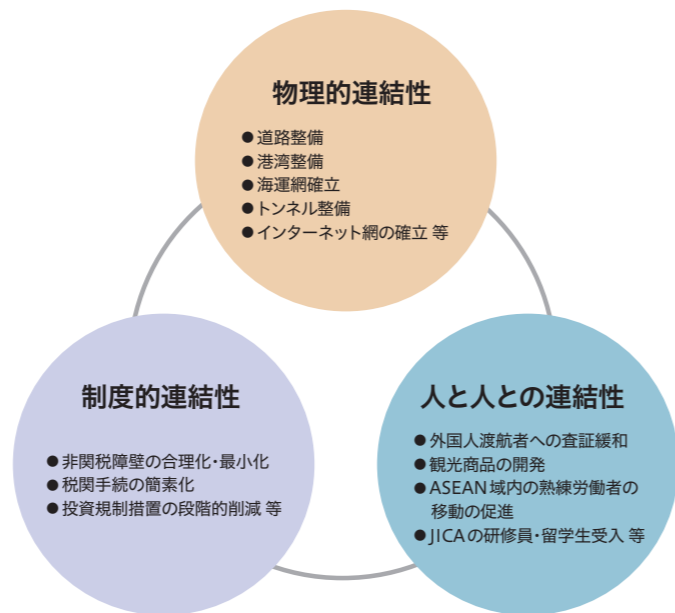 物理的連結性
●道路整備
●港湾整備
●海運網確立
●トンネル整備
●インターネット網の確立 等
制度的連結性
●非関税障壁の合理化・最小化
●税関手続の簡素化
●投資規制措置の段階的削減 等
人と人との連結性
●外国人渡航者への査証緩和
●観光商品の開発
●ASEAN域内の熟練労働者の
移動の促進
●JICAの研修員・留学生受入 等